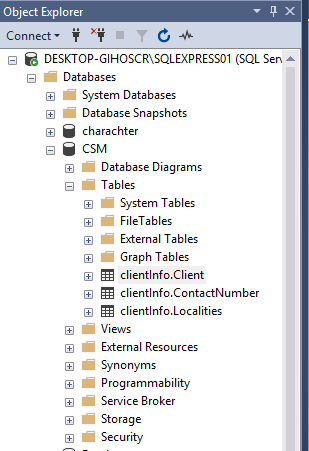 Object Explorer
Connect
DESKTOP-GIHOSCR\SQLEXPRESS01 (SQL Serv
Databases
System Databases
Database Snapshots
charachter
CSM
Database Diagrams
Tables
System Tables
FileTables
External Tables
Graph Tables
clientInfo.Client
clientInfo.ContactNumber
clientInfo.Localities
Views
External Resources
Synonyms
Programmability
Service Broker
Storage
Security